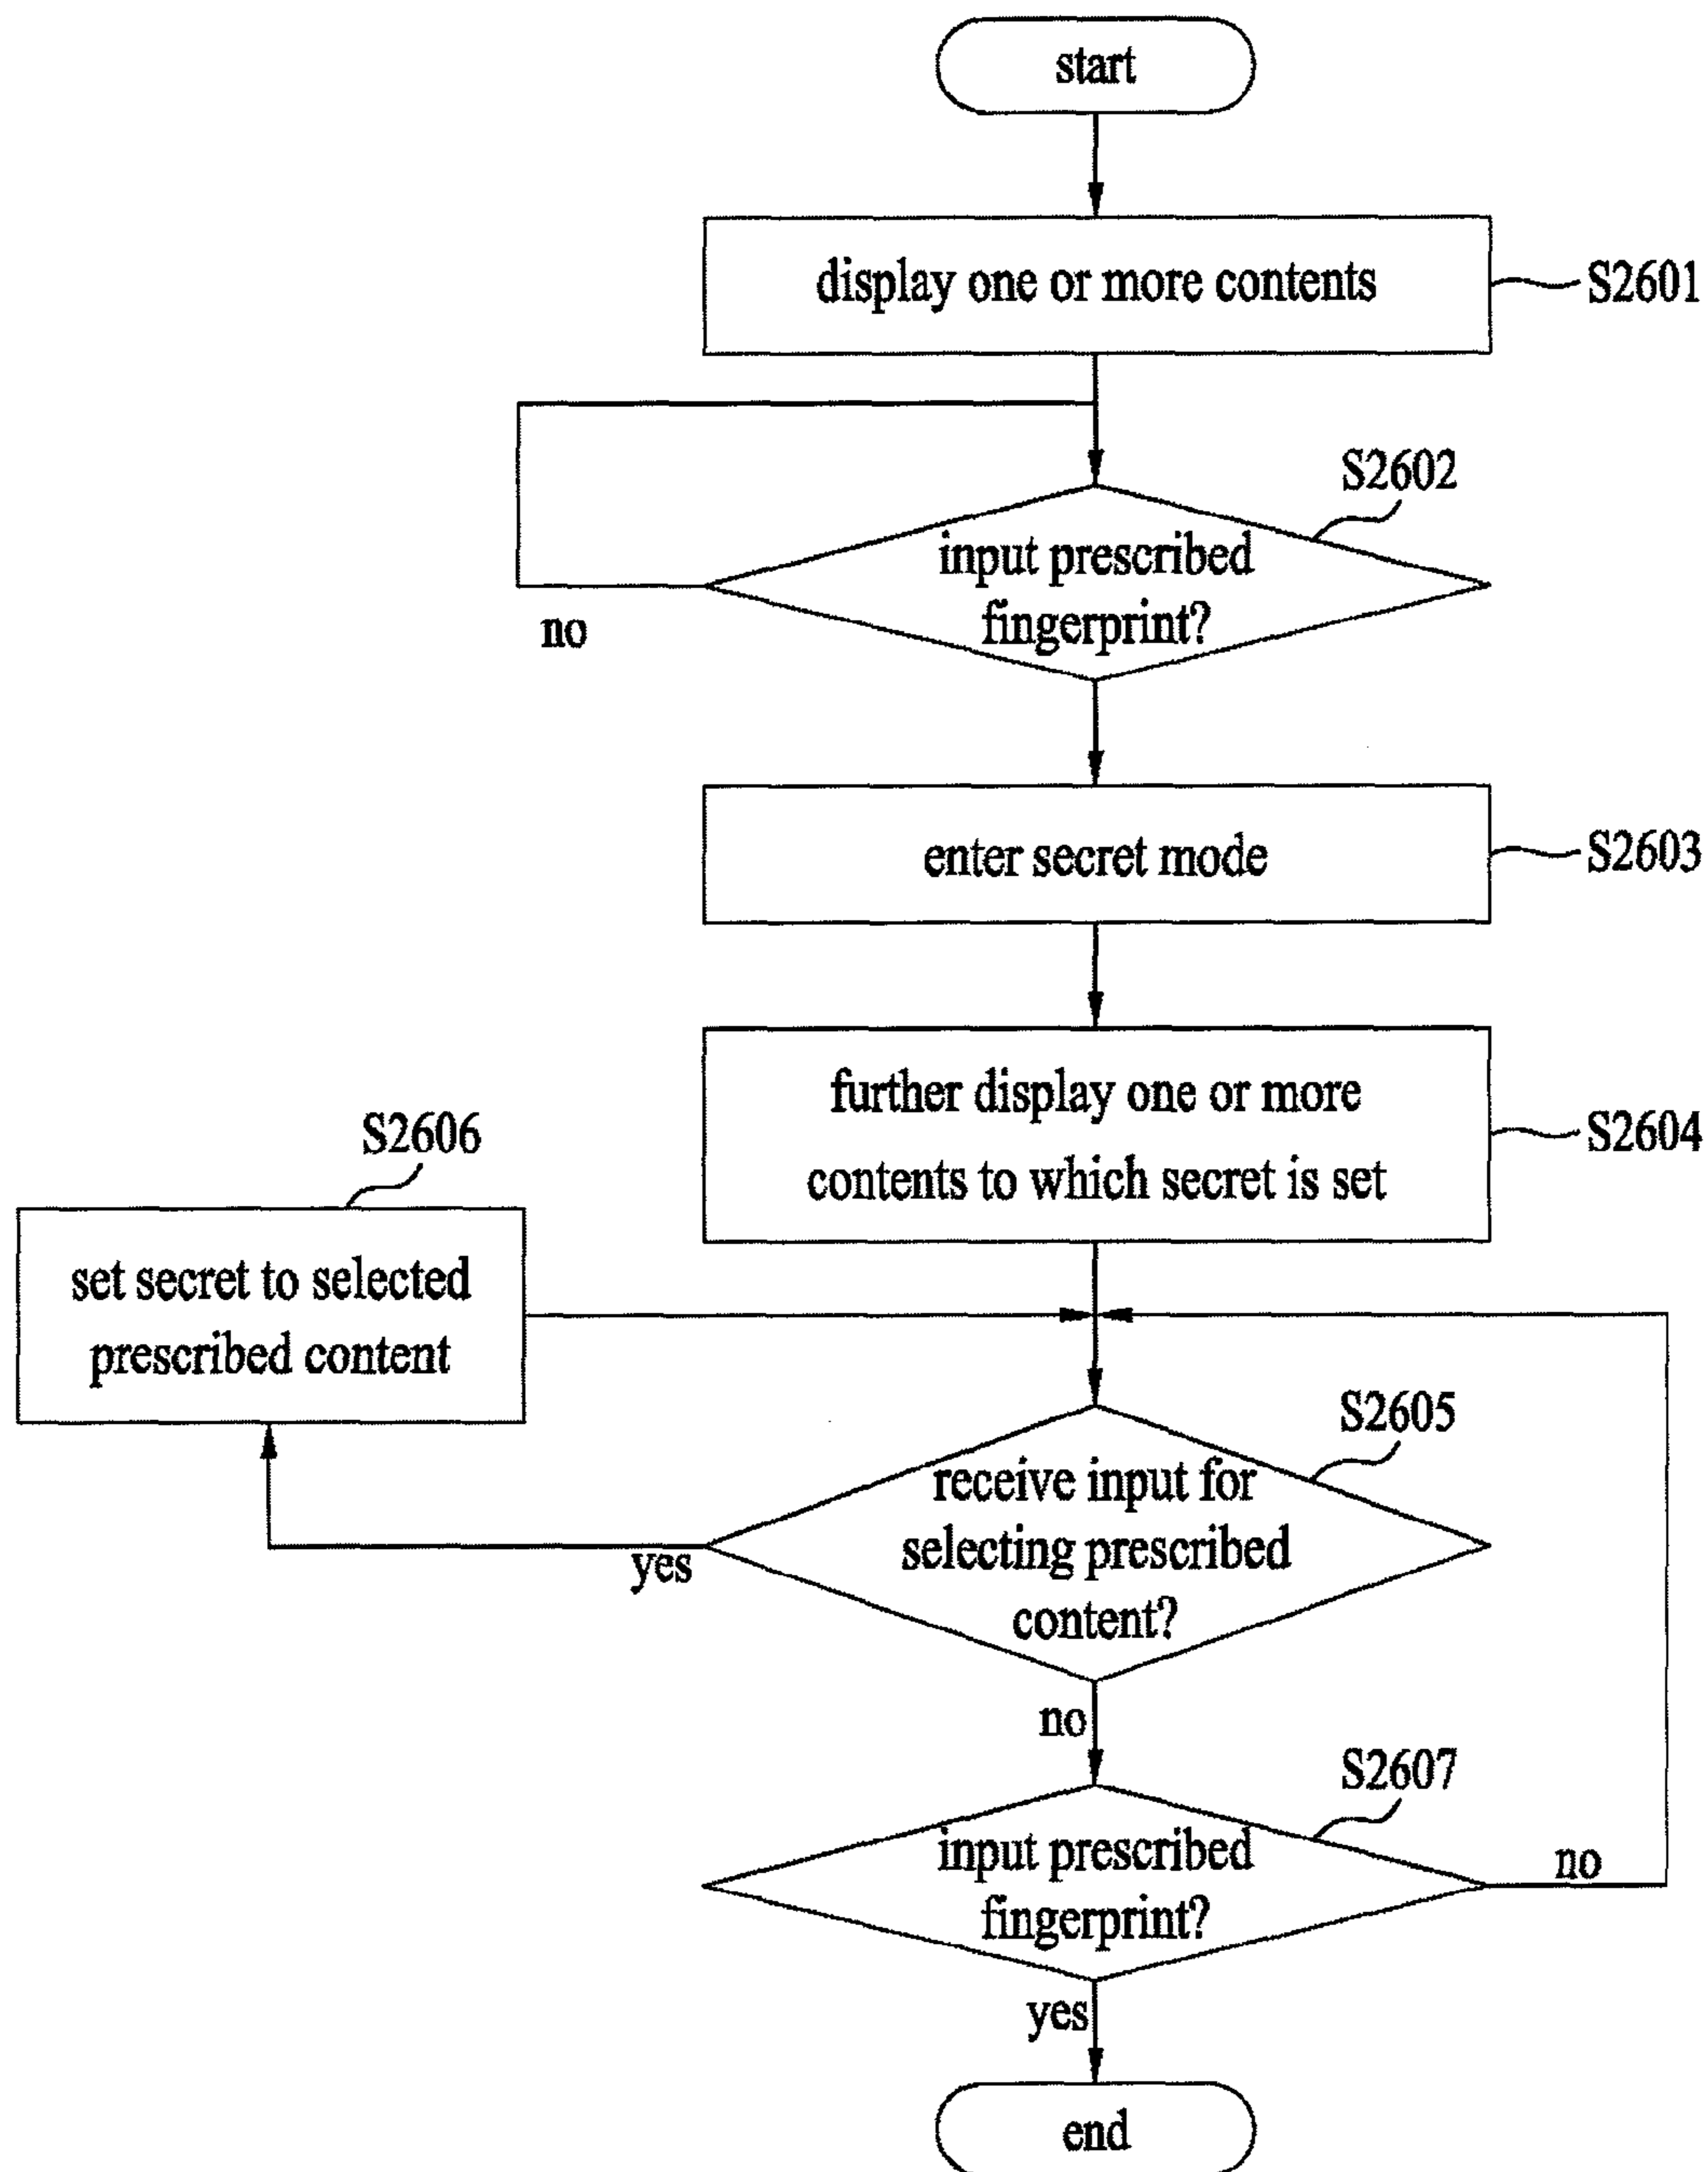 start
display one or more contents
S2601
S2602
input prescribed
fingerprint?
no
enter secret mode
S2603
further display one or more
contents to which secret is set
S2604
S2606
set secret to selected
prescribed content
S2605
receive input for
selecting prescribed
content?
yes
no
S2607
input prescribed
fingerprint?
no
yes
end